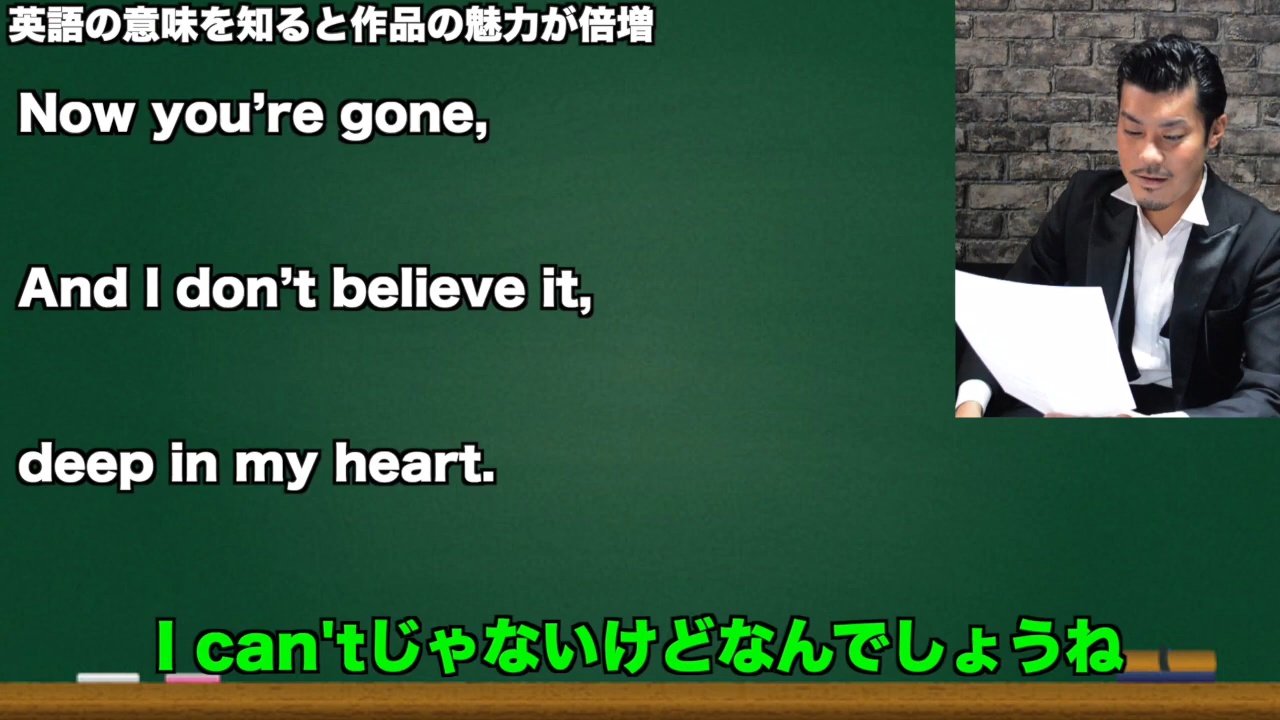 英語の意味を知ると作品の魅力が倍増
Now you’re gone,
And I don’t believe it,
deep in my heart.
I can'tじゃないけどなんでしょうね